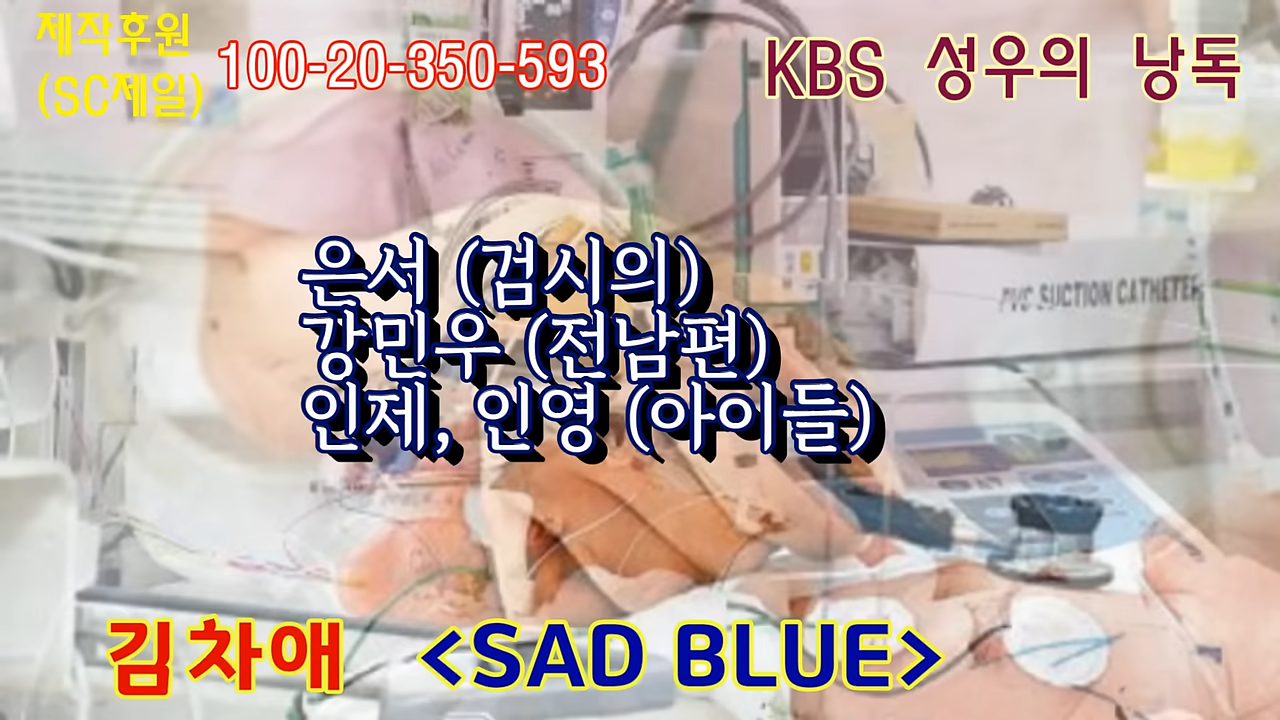 제작후원
(SC제일)
100-20-350-593
KBS 성우의 낭독
은서 (검시의)
강민우 (전남편)
인제, 인영 (아이들)
PVC SUCTION CATHETER
김차애 <SAD BLUE>